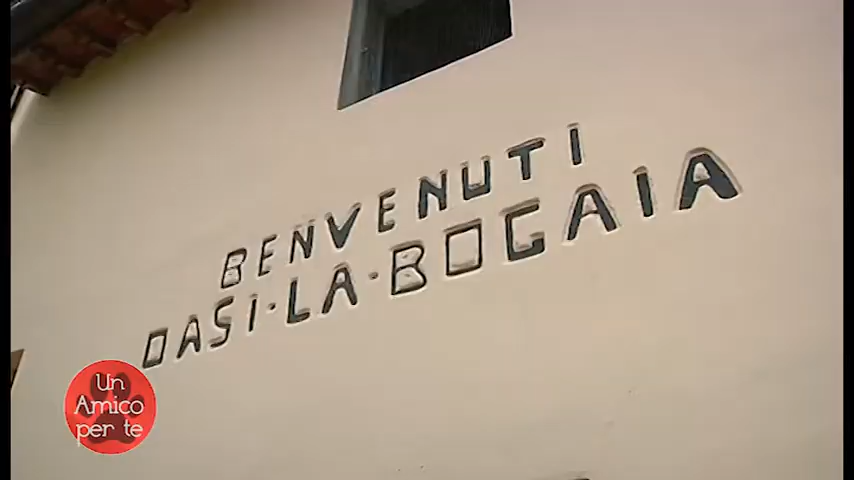 BENVENUTI
OASI·LA·BOGAIA
Un
Amico
per te